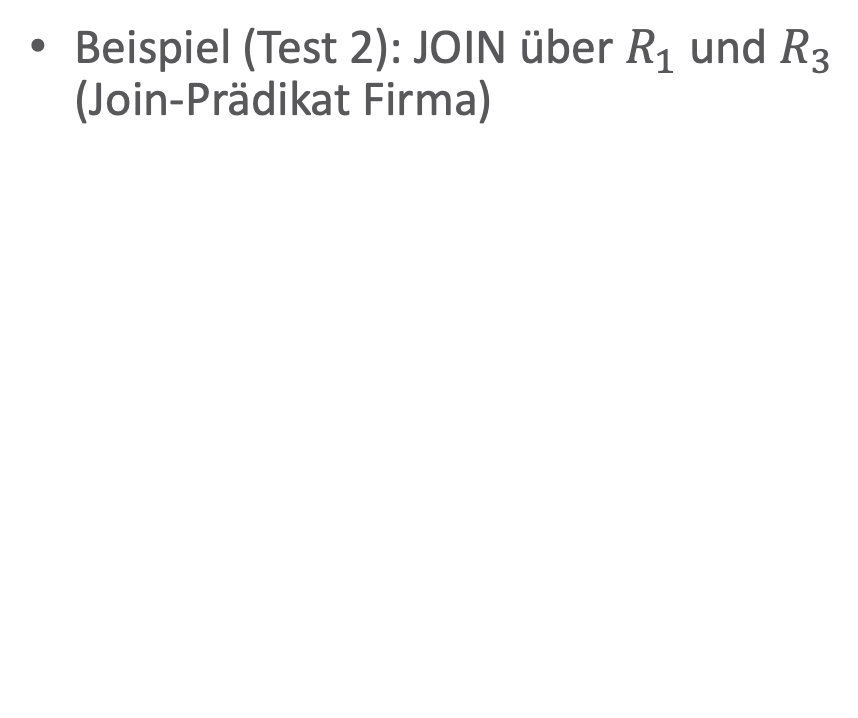 • Beispiel (Test 2): JOIN über R₁ und R₃
(Join-Prädikat Firma)